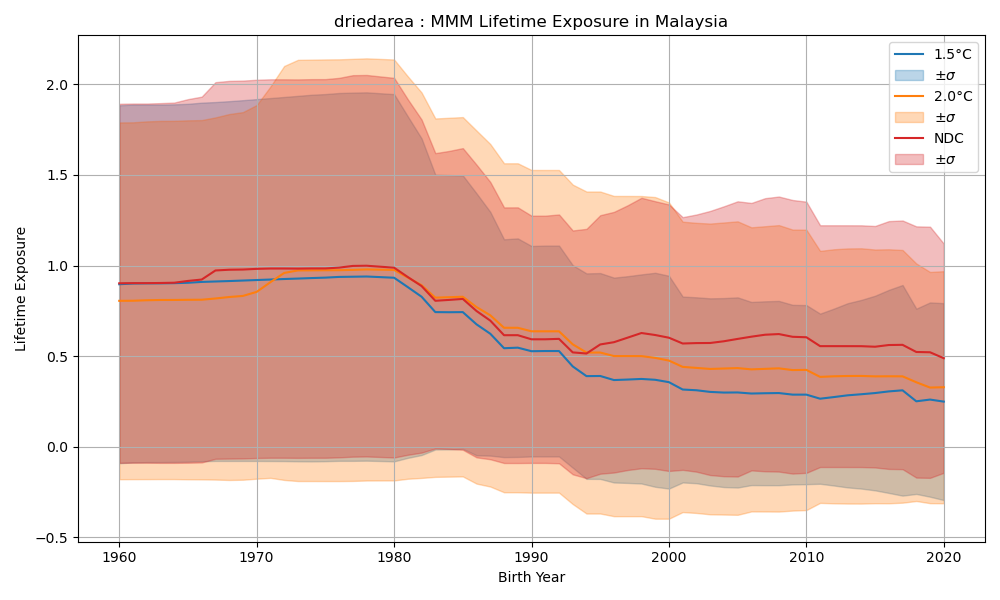 driedarea : MMM Lifetime Exposure in Malaysia
Lifetime Exposure
2.0
1.5
1.0
0.5
0.0
−0.5
1960
1970
1980
1990
2000
2010
2020
Birth Year
1.5°C
±σ
2.0°C
±σ
NDC
±σ